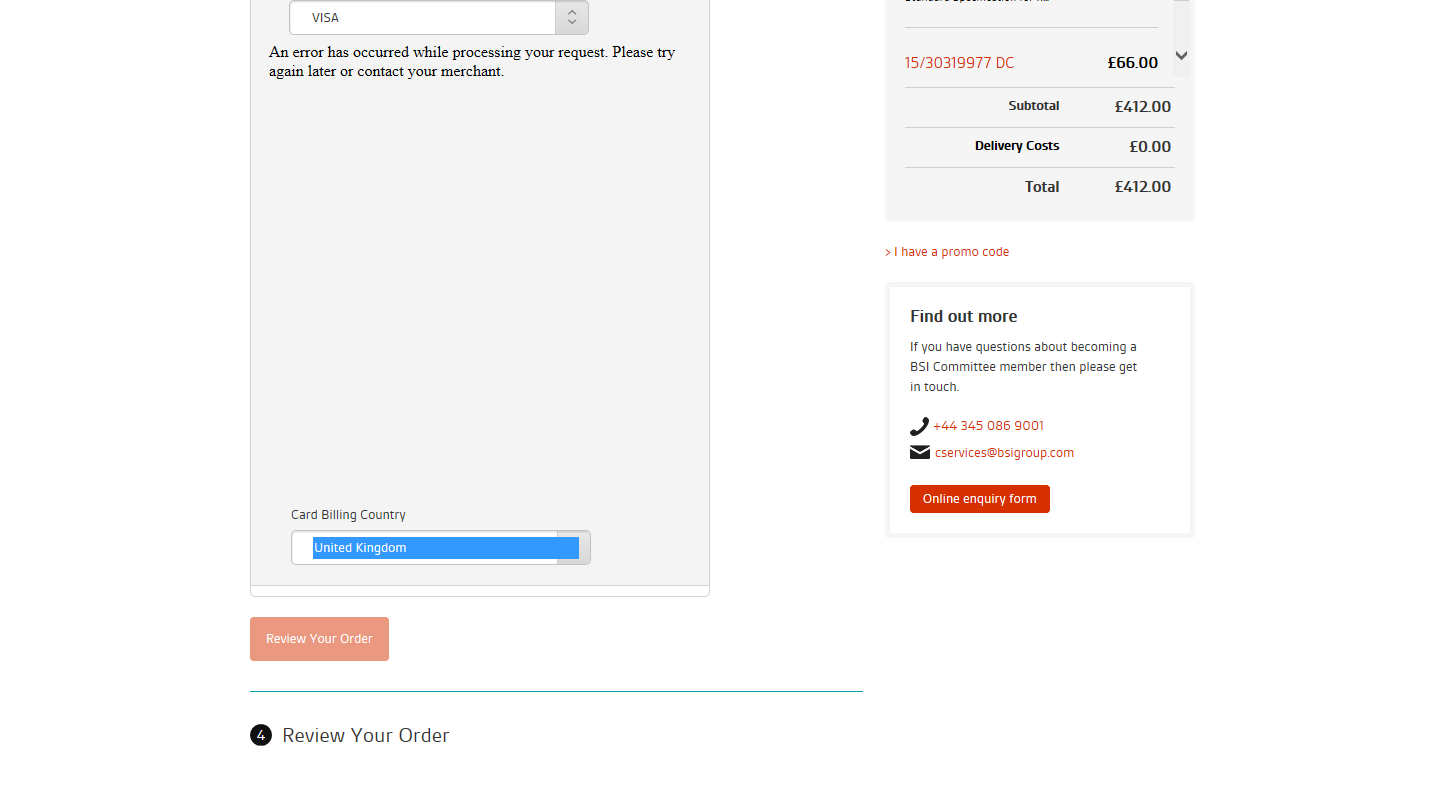 VISA
An error has occurred while processing your request. Please try
again later or contact your merchant.
Card Billing Country
United Kingdom
Review Your Order
4 Review Your Order
15/30319977 DC £66.00
Subtotal £412.00
Delivery Costs £0.00
Total £412.00
> I have a promo code
Find out more
If you have questions about becoming a
BSI Committee member then please get
in touch.
+44 345 086 9001
cservices@bsigroup.com
Online enquiry form